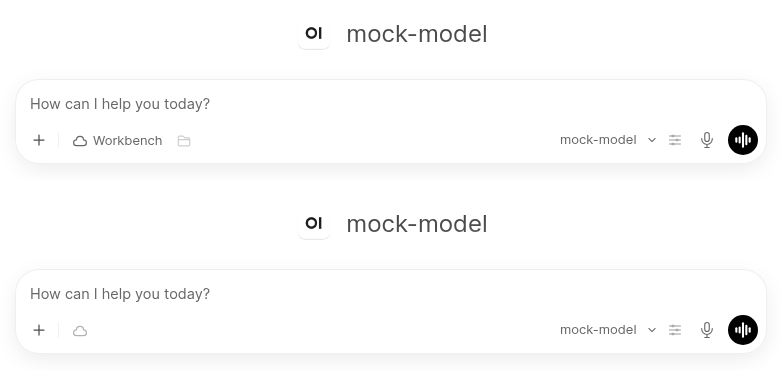 OI mock-model
How can I help you today?
Workbench mock-model
OI mock-model
How can I help you today?
mock-model